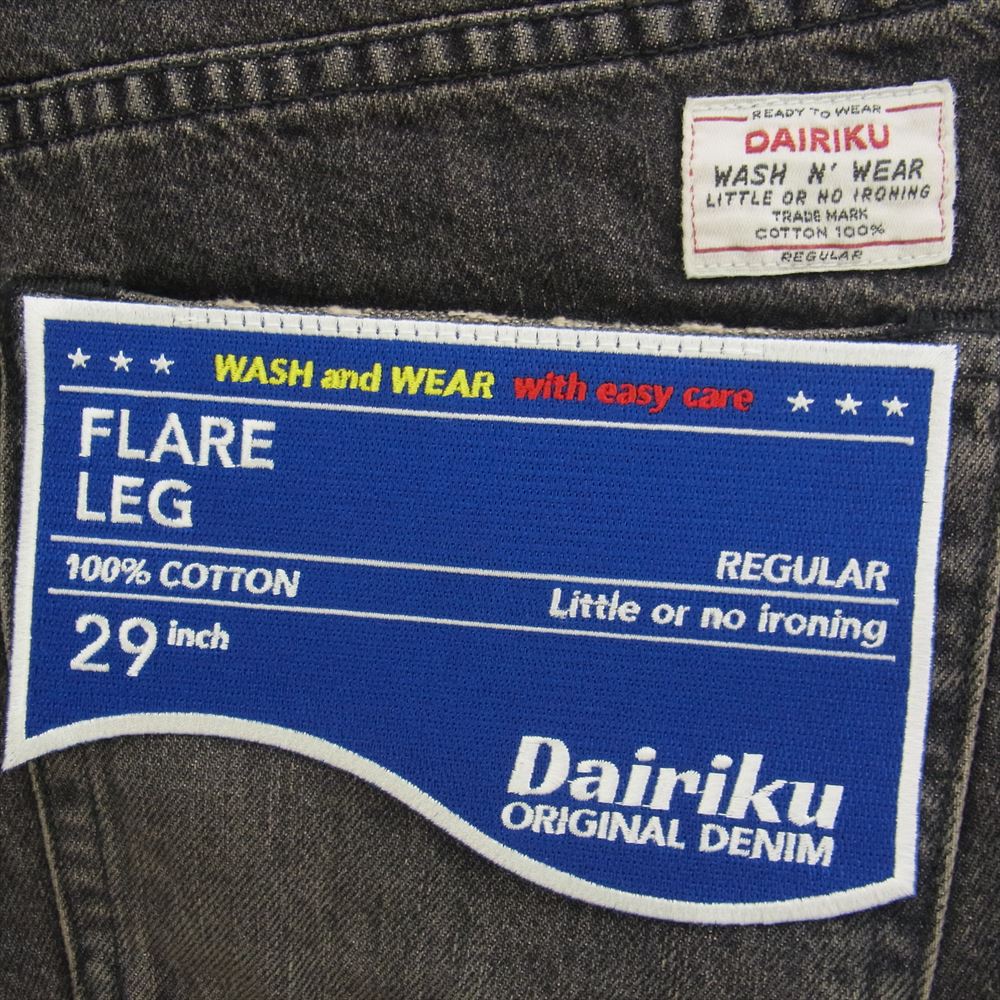 READY TO WEAR
DAIRIKU
WASH N' WEAR
LITTLE OR NO IRONING
TRADE MARK
COTTON 100%
REGULAR
WASH and WEAR with easy care
FLARE
LEG
REGULAR
100% COTTON
Little or no ironing
29 inch
Dairiku
ORIGINAL DENIM